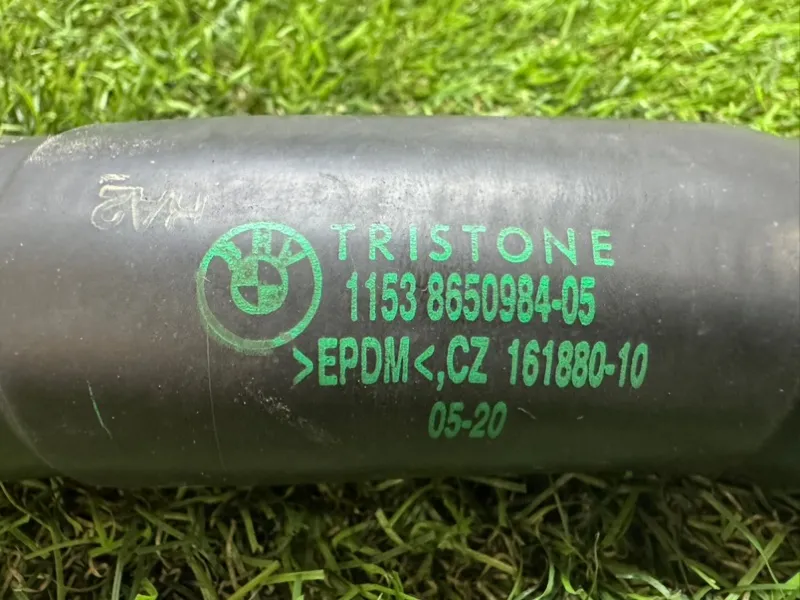 TRISTONE
1153 8650984-05
>EPDM<,CZ 161880-10
05-20